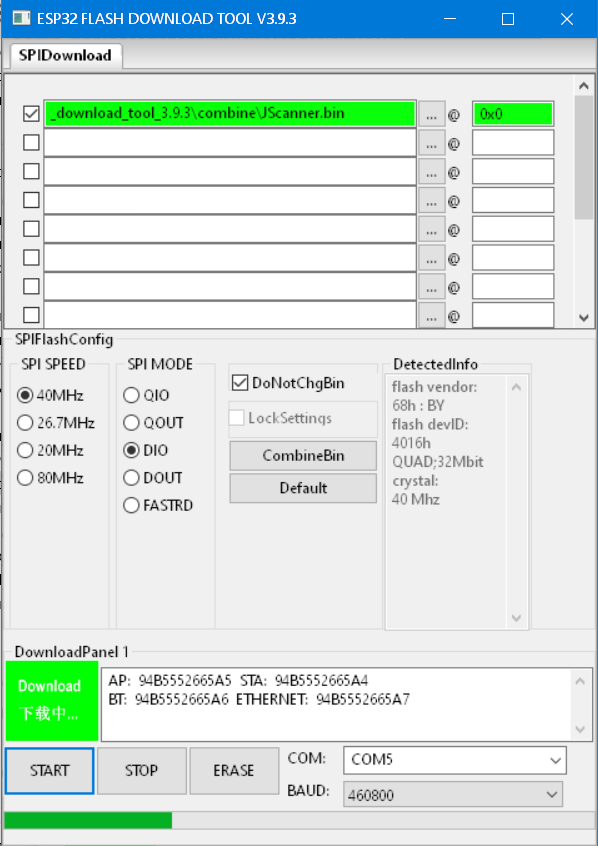 ESP32 FLASH DOWNLOAD TOOL V3.9.3
SPIDownload
_download_tool_3.9.3\combine\JScanner.bin ... @ 0x0
... @
... @
... @
... @
... @
... @
... @
SPIFlashConfig
SPI SPEED
40MHz
26.7MHz
20MHz
80MHz
SPI MODE
QIO
QOUT
DIO
DOUT
FASTRD
DoNotChgBin
LockSettings
CombineBin
Default
DetectedInfo
flash vendor:
68h : BY
flash devID:
4016h
QUAD;32Mbit
crystal:
40 Mhz
DownloadPanel 1
Download
下载中...
AP: 94B5552665A5 STA: 94B5552665A4
BT: 94B5552665A6 ETHERNET: 94B5552665A7
START
STOP
ERASE
COM: COM5
BAUD: 460800